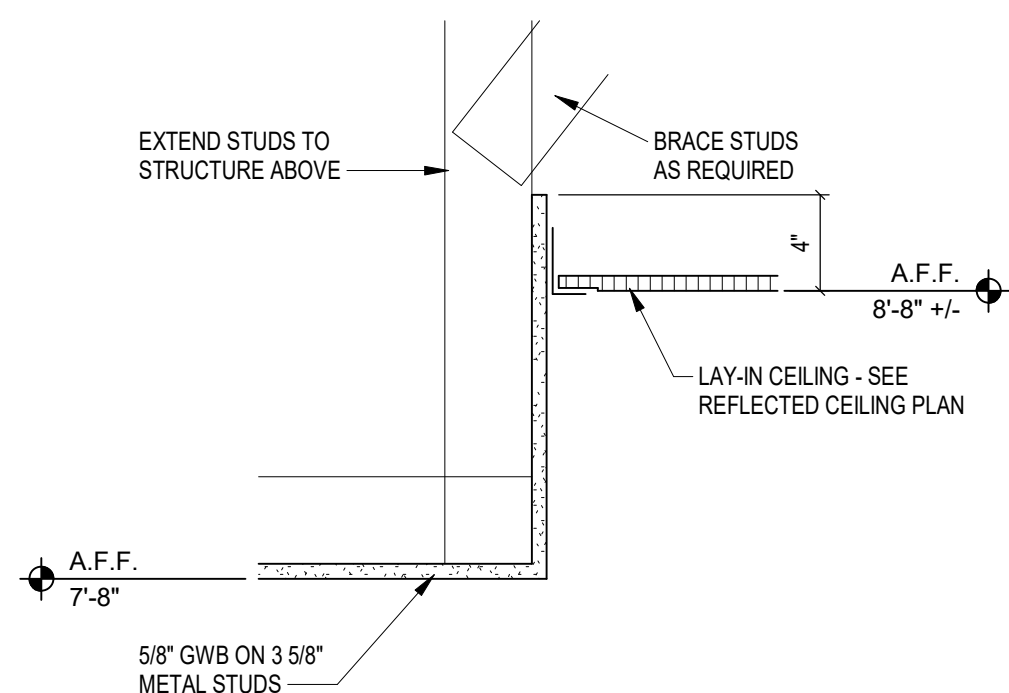 EXTEND STUDS TO
STRUCTURE ABOVE
BRACE STUDS
AS REQUIRED
4"
A.F.F.
8'-8" +/-
LAY-IN CEILING - SEE
REFLECTED CEILING PLAN
A.F.F.
7'-8"
5/8" GWB ON 3 5/8"
METAL STUDS